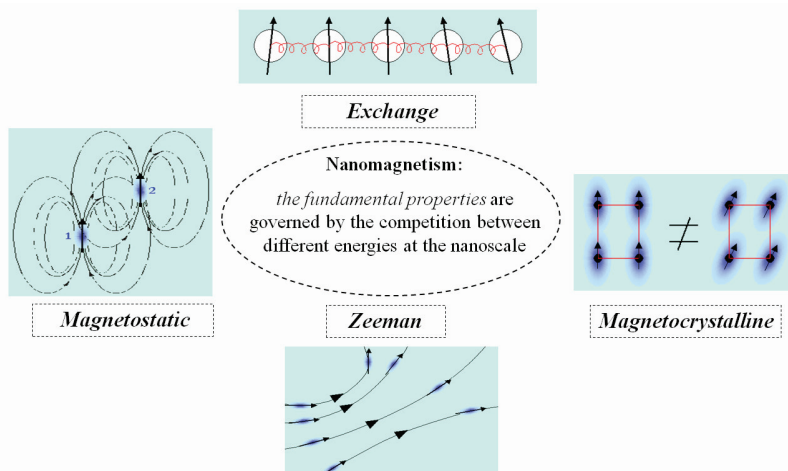 Exchange
Nanomagnetism:
the fundamental properties are
governed by the competition between
different energies at the nanoscale
2
1
≠
Magnetostatic
Zeeman
Magnetocrystalline